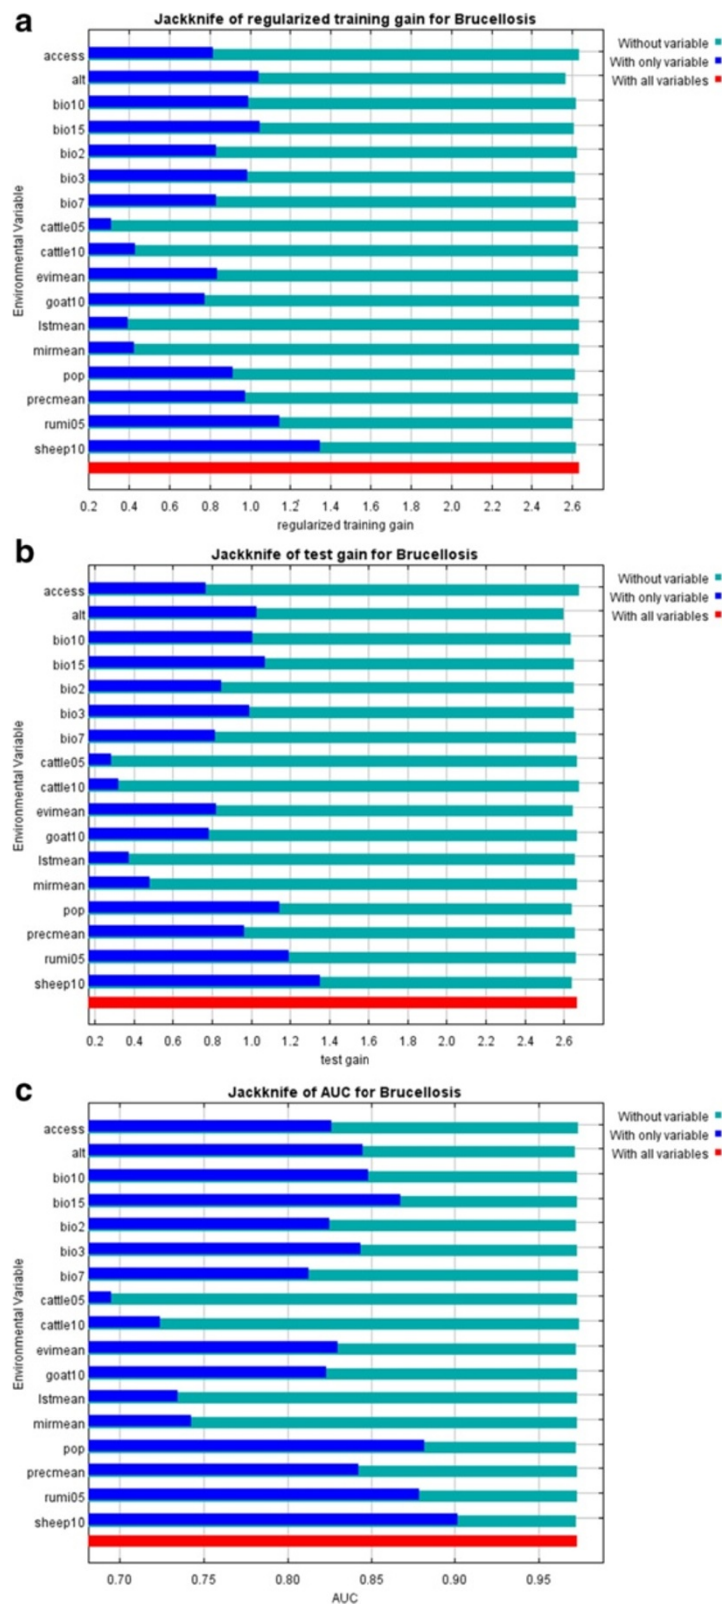 a
Jackknife of regularized training gain for Brucellosis
Without variable
With only variable
With all variables
Environmental Variable
access
alt
bio10
bio15
bio2
bio3
bio7
cattle05
cattle10
evimean
goat10
lstmean
mirmean
pop
precmean
rumi05
sheep10
0.2 0.4 0.6 0.8 1.0 1.2 1.4 1.6 1.8 2.0 2.2 2.4 2.6
regularized training gain
b
Jackknife of test gain for Brucellosis
Without variable
With only variable
With all variables
Environmental Variable
access
alt
bio10
bio15
bio2
bio3
bio7
cattle05
cattle10
evimean
goat10
lstmean
mirmean
pop
precmean
rumi05
sheep10
0.2 0.4 0.6 0.8 1.0 1.2 1.4 1.6 1.8 2.0 2.2 2.4 2.6
test gain
c
Jackknife of AUC for Brucellosis
Without variable
With only variable
With all variables
Environmental Variable
access
alt
bio10
bio15
bio2
bio3
bio7
cattle05
cattle10
evimean
goat10
lstmean
mirmean
pop
precmean
rumi05
sheep10
0.70 0.75 0.80 0.85 0.90 0.95
AUC